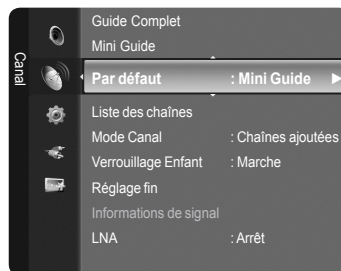 Canal
Guide Complet
Mini Guide
Par défaut : Mini Guide ►
Liste des chaînes
Mode Canal : Chaînes ajoutées
Verrouillage Enfant : Marche
Réglage fin
Informations de signal
LNA : Arrêt